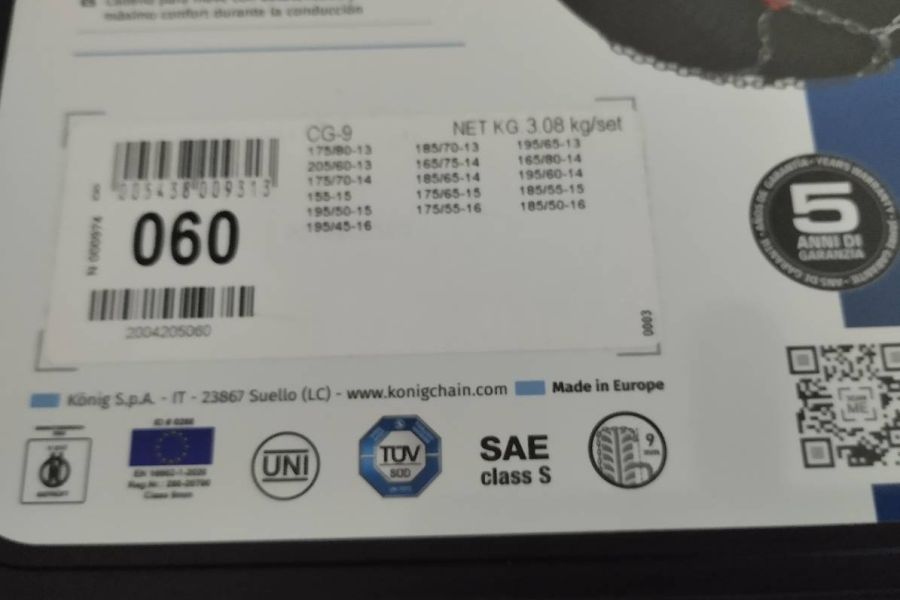 máximo confort durante la conducción
CG-9
NET KG 3.08 kg/set
175/80-13 185/70-13 195/65-13
205/60-13 165/75-14 165/80-14
175/70-14 185/65-14 195/60-14
155-15 175/65-15 185/55-15
195/50-15 175/55-16 185/50-16
195/45-16
N 000974
060
2004205060
0003
5
ANNI DI
GARANZIA
König S.p.A. - IT - 23867 Suello (LC) - www.konigchain.com
Made in Europe
UNI
TÜV
SÜD
SAE
class S
9
mm
SCAN
ME